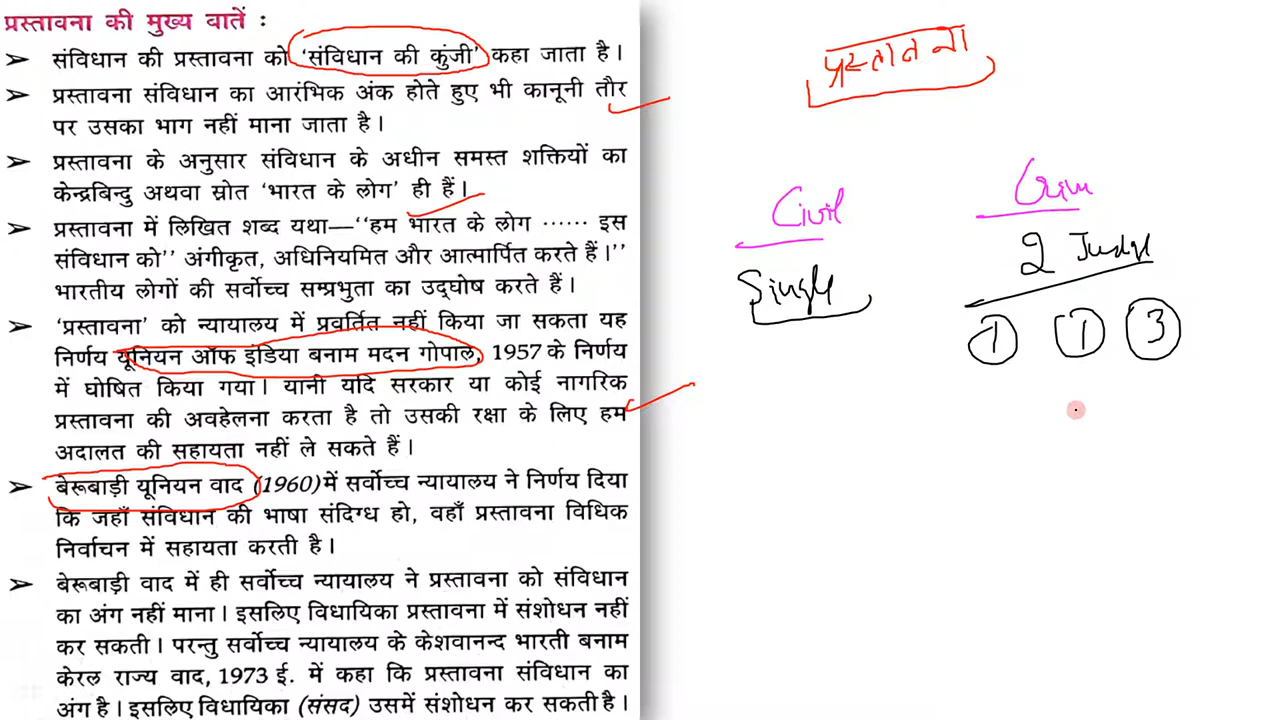 प्रस्तावना की मुख्य बातें :
➢ संविधान की प्रस्तावना को 'संविधान की कुंजी' कहा जाता है।
➢ प्रस्तावना संविधान का आरंभिक अंक होते हुए भी कानूनी तौर
पर उसका भाग नहीं माना जाता है।
➢ प्रस्तावना के अनुसार संविधान के अधीन समस्त शक्तियों का
केन्द्रबिन्दु अथवा स्रोत 'भारत के लोग' ही हैं।
➢ प्रस्तावना में लिखित शब्द यथा—"हम भारत के लोग ...... इस
संविधान को" अंगीकृत, अधिनियमित और आत्मार्पित करते हैं।"
भारतीय लोगों की सर्वोच्च सम्प्रभुता का उद्घोष करते हैं।
➢ 'प्रस्तावना' को न्यायालय में प्रवर्तित नहीं किया जा सकता यह
निर्णय यूनियन ऑफ इंडिया बनाम मदन गोपाल, 1957 के निर्णय
में घोषित किया गया। यानी यदि सरकार या कोई नागरिक
प्रस्तावना की अवहेलना करता है तो उसकी रक्षा के लिए हम
अदालत की सहायता नहीं ले सकते हैं।
➢ बेरूबाड़ी यूनियन वाद (1960) में सर्वोच्च न्यायालय ने निर्णय दिया
कि जहाँ संविधान की भाषा संदिग्ध हो, वहाँ प्रस्तावना विधिक
निर्वाचन में सहायता करती है।
➢ बेरूबाड़ी वाद में ही सर्वोच्च न्यायालय ने प्रस्तावना को संविधान
का अंग नहीं माना। इसलिए विधायिका प्रस्तावना में संशोधन नहीं
कर सकती। परन्तु सर्वोच्च न्यायालय के केशवानन्द भारती बनाम
केरल राज्य वाद, 1973 ई. में कहा कि प्रस्तावना संविधान का
अंग है। इसलिए विधायिका (संसद) उसमें संशोधन कर सकती है।
प्रस्तावना
Civil
Single
2 Judge
1 1 3